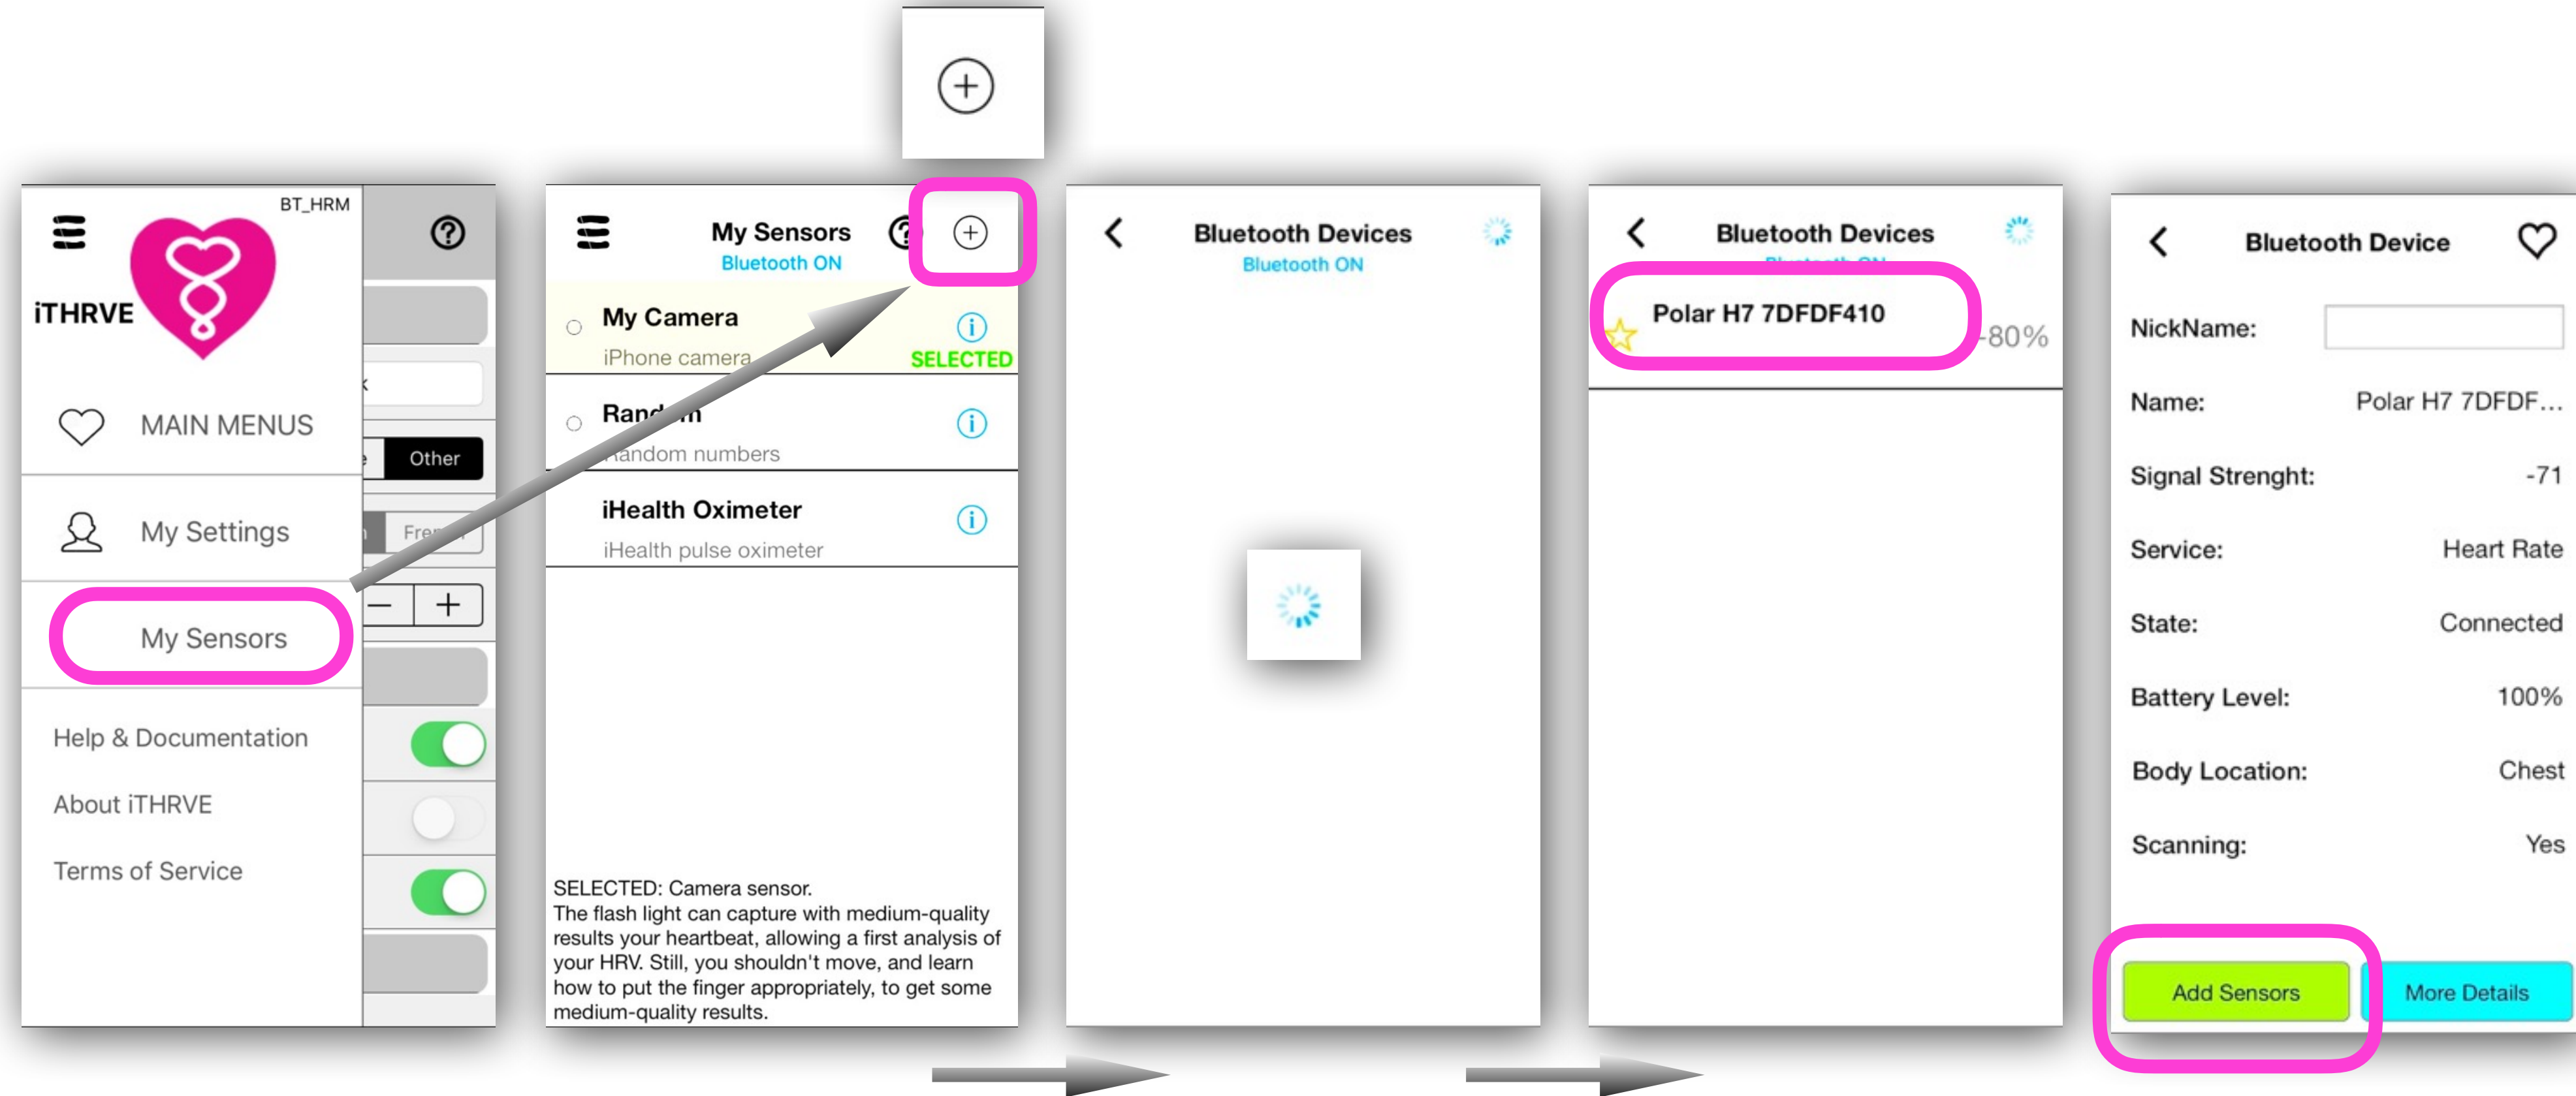 BT_HRM
iTHRVE
MAIN MENUS
Other
My Settings
My Sensors
Help & Documentation
About iTHRVE
Terms of Service
My Sensors
Bluetooth ON
My Camera
iPhone camera
SELECTED
numbers
iHealth Oximeter
iHealth pulse oximeter
SELECTED: Camera sensor.
The flash light can capture with medium-quality
results your heartbeat, allowing a first analysis of
your HRV. Still, you shouldn't move, and learn
how to put the finger appropriately, to get some
medium-quality results.
Bluetooth Devices
Bluetooth ON
Bluetooth Devices
Polar H7 7DFDF410
-80%
Bluetooth Device
NickName:
Name: Polar H7 7DFDF...
Signal Strenght: -71
Service: Heart Rate
State: Connected
Battery Level: 100%
Body Location: Chest
Scanning: Yes
Add Sensors
More Details